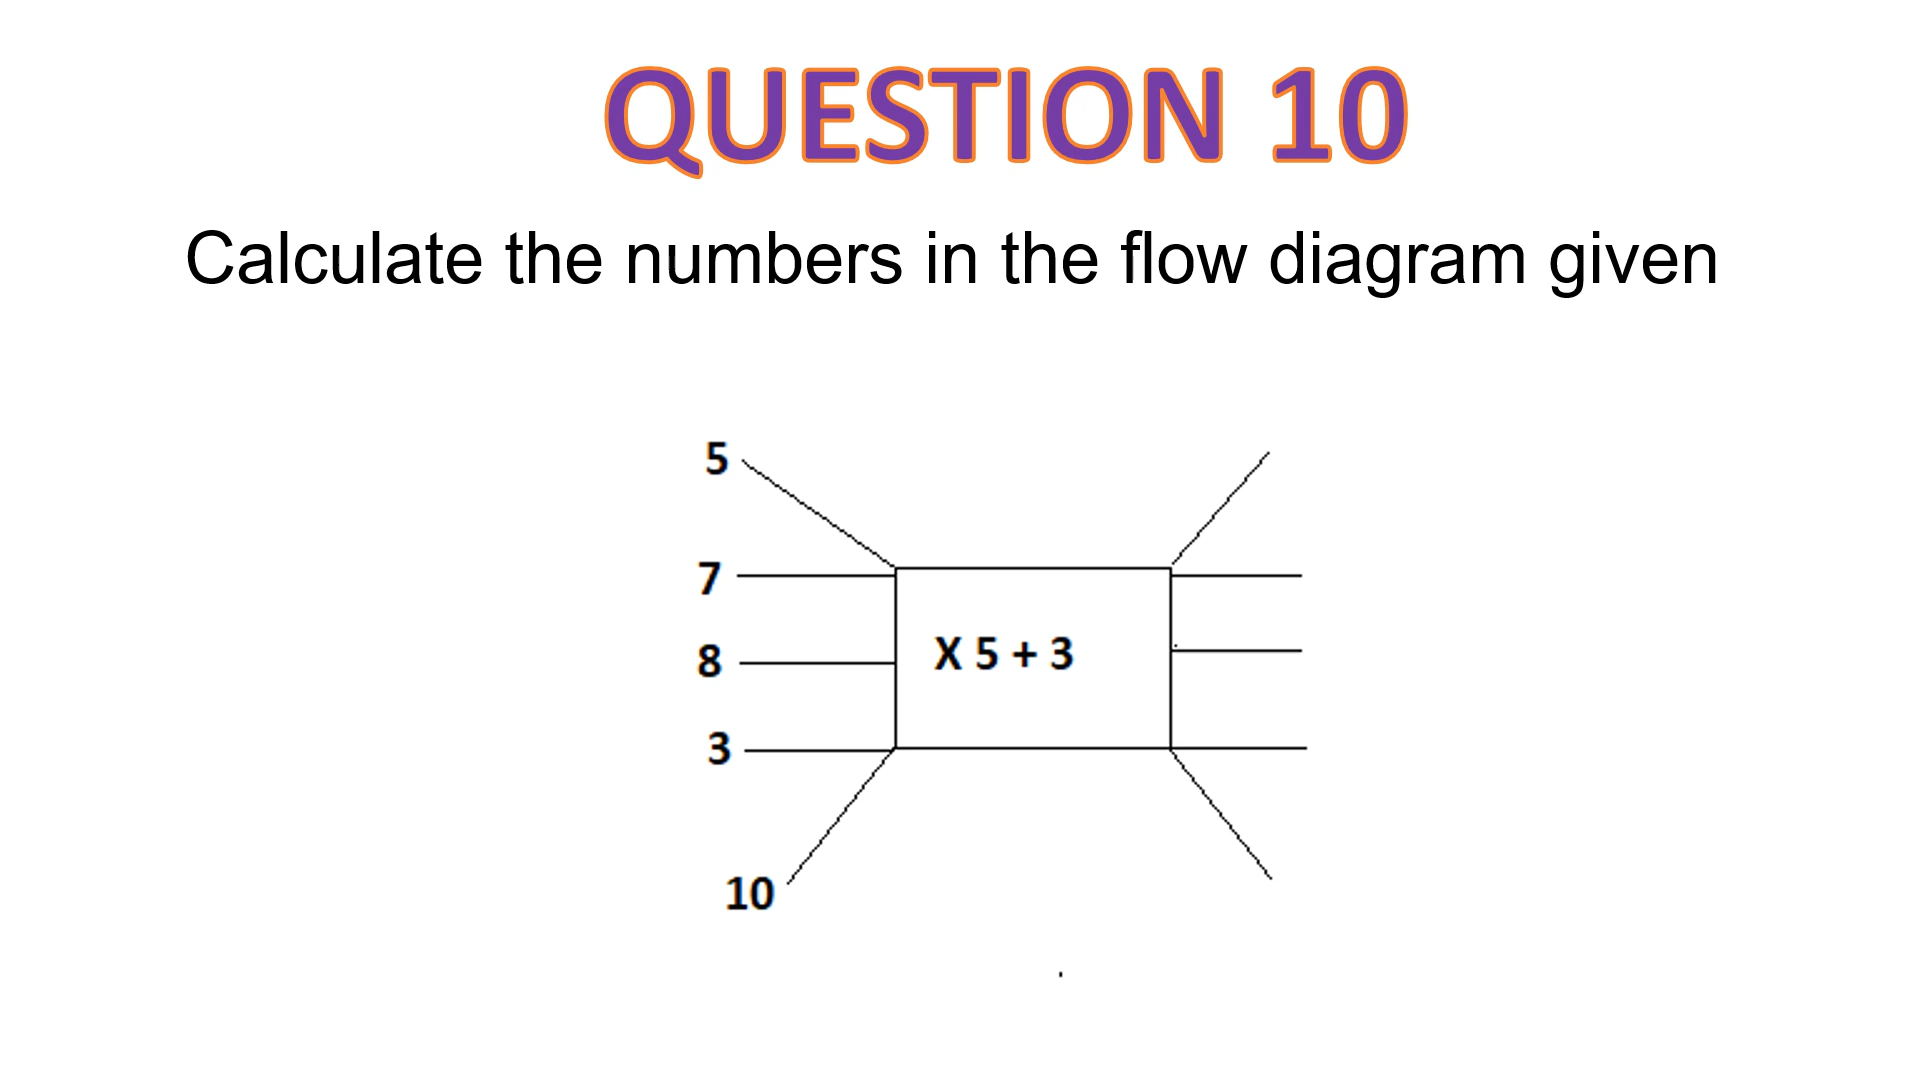 QUESTION 10
Calculate the numbers in the flow diagram given
5
7
8
X 5 + 3
3
10